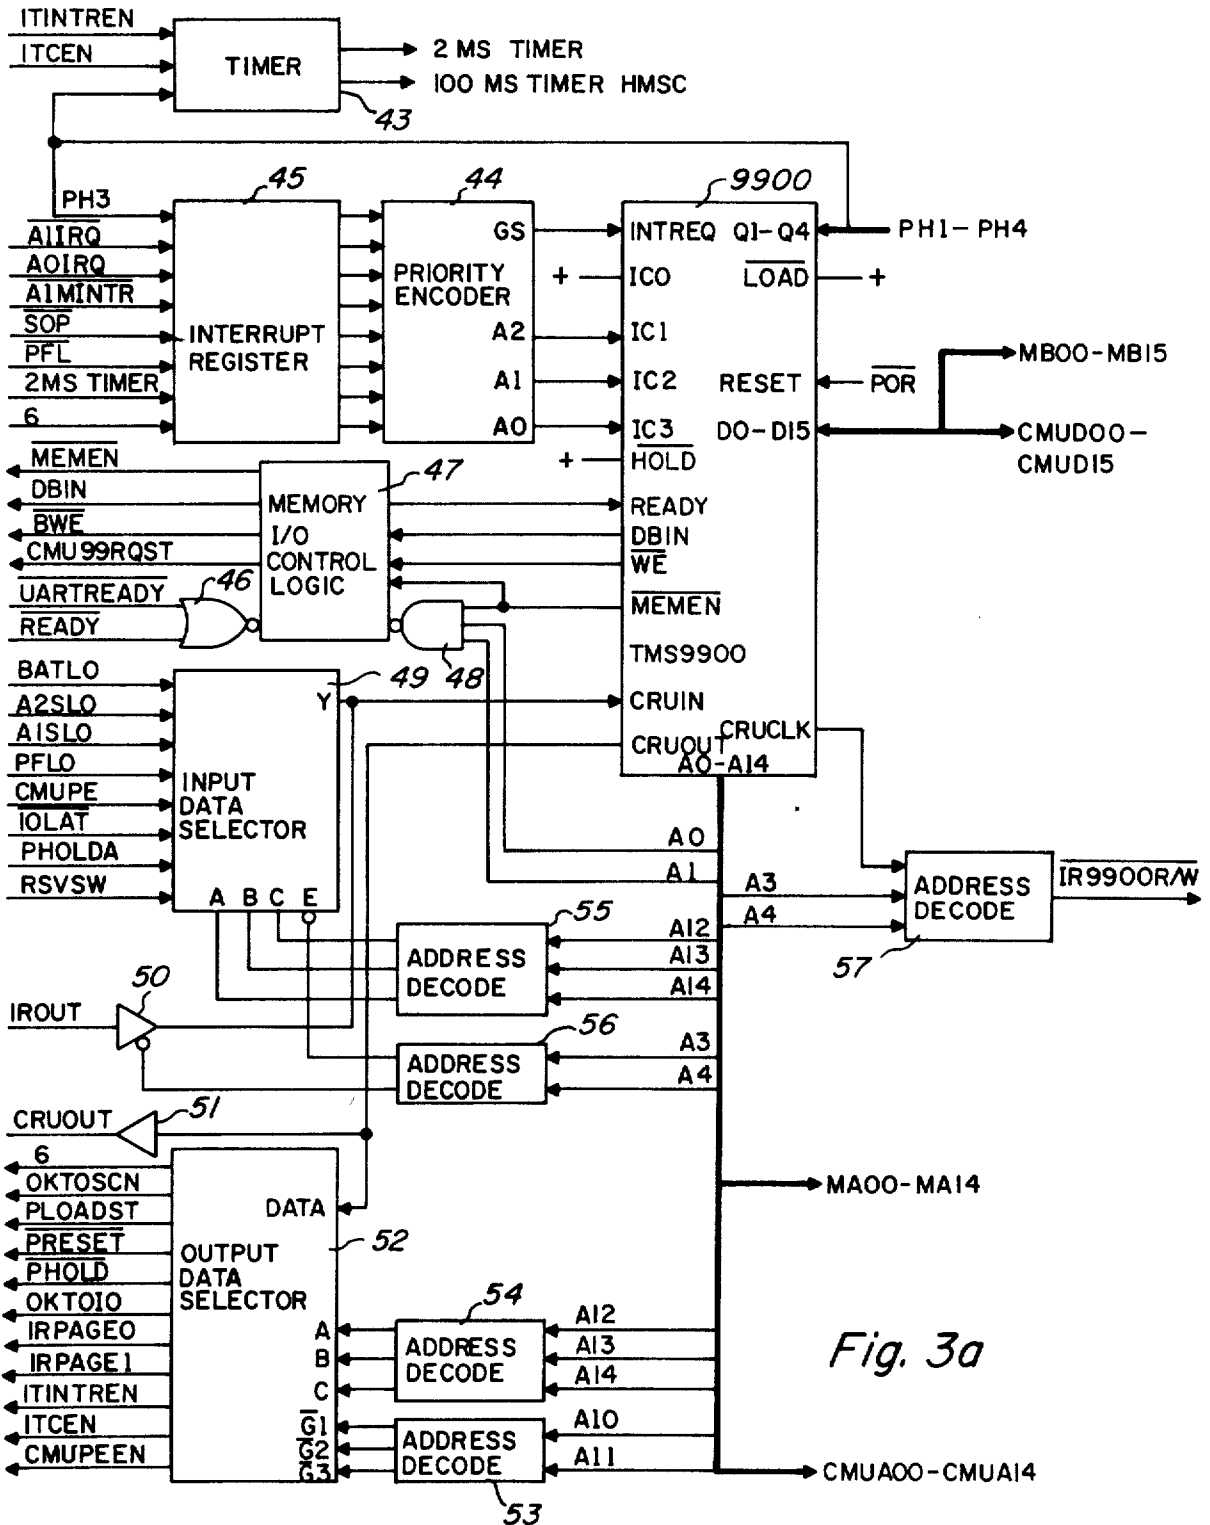 ITINTREN
ITCEN
TIMER
2 MS TIMER
100 MS TIMER HMSC
43
PH3
45
44
9900
A1IRQ
AOIRQ
A1MINTR
SOP
PFL
2MS TIMER
6
INTERRUPT
REGISTER
GS
PRIORITY
ENCODER
A2
A1
A0
INTREQ Q1-Q4
PH1-PH4
+
IC0
LOAD
+
IC1
IC2
RESET
POR
IC3
D0-D15
MB00-MB15
CMUD00-
CMUD15
+
HOLD
MEMEN
DBIN
BWE
CMU99RQST
UARTREADY
READY
46
MEMORY
I/O
CONTROL
LOGIC
47
48
READY
DBIN
WE
MEMEN
TMS9900
CRUIN
CRUCLK
CRUOUT
A0-A14
BATLO
A2SLO
A1SLO
PFLO
CMUPE
IOLAT
PHOLDA
RSVSW
Y
49
INPUT
DATA
SELECTOR
A B C E
A0
A1
A3
A4
ADDRESS
DECODE
57
IR9900R/W
55
ADDRESS
DECODE
A12
A13
A14
50
IROUT
56
ADDRESS
DECODE
A3
A4
51
CRUOUT
6
OKTOSCN
PLOADST
PRESET
PHOLD
OKTOIO
IRPAGE0
IRPAGE1
ITINTREN
ITCEN
CMUPEEN
DATA
52
OUTPUT
DATA
SELECTOR
A
B
C
G1
G2
G3
54
ADDRESS
DECODE
A12
A13
A14
ADDRESS
DECODE
53
A10
A11
MA00-MA14
CMUA00-CMUA14
Fig. 3a